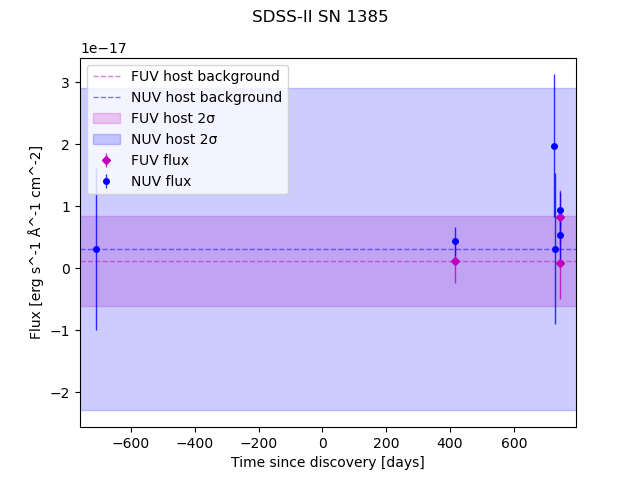 SDSS-II SN 1385
1e−17
FUV host background
NUV host background
FUV host 2σ
NUV host 2σ
FUV flux
NUV flux
3
2
1
0
−1
−2
Flux [erg s^-1 Å^-1 cm^-2]
−600 −400 −200 0 200 400 600
Time since discovery [days]